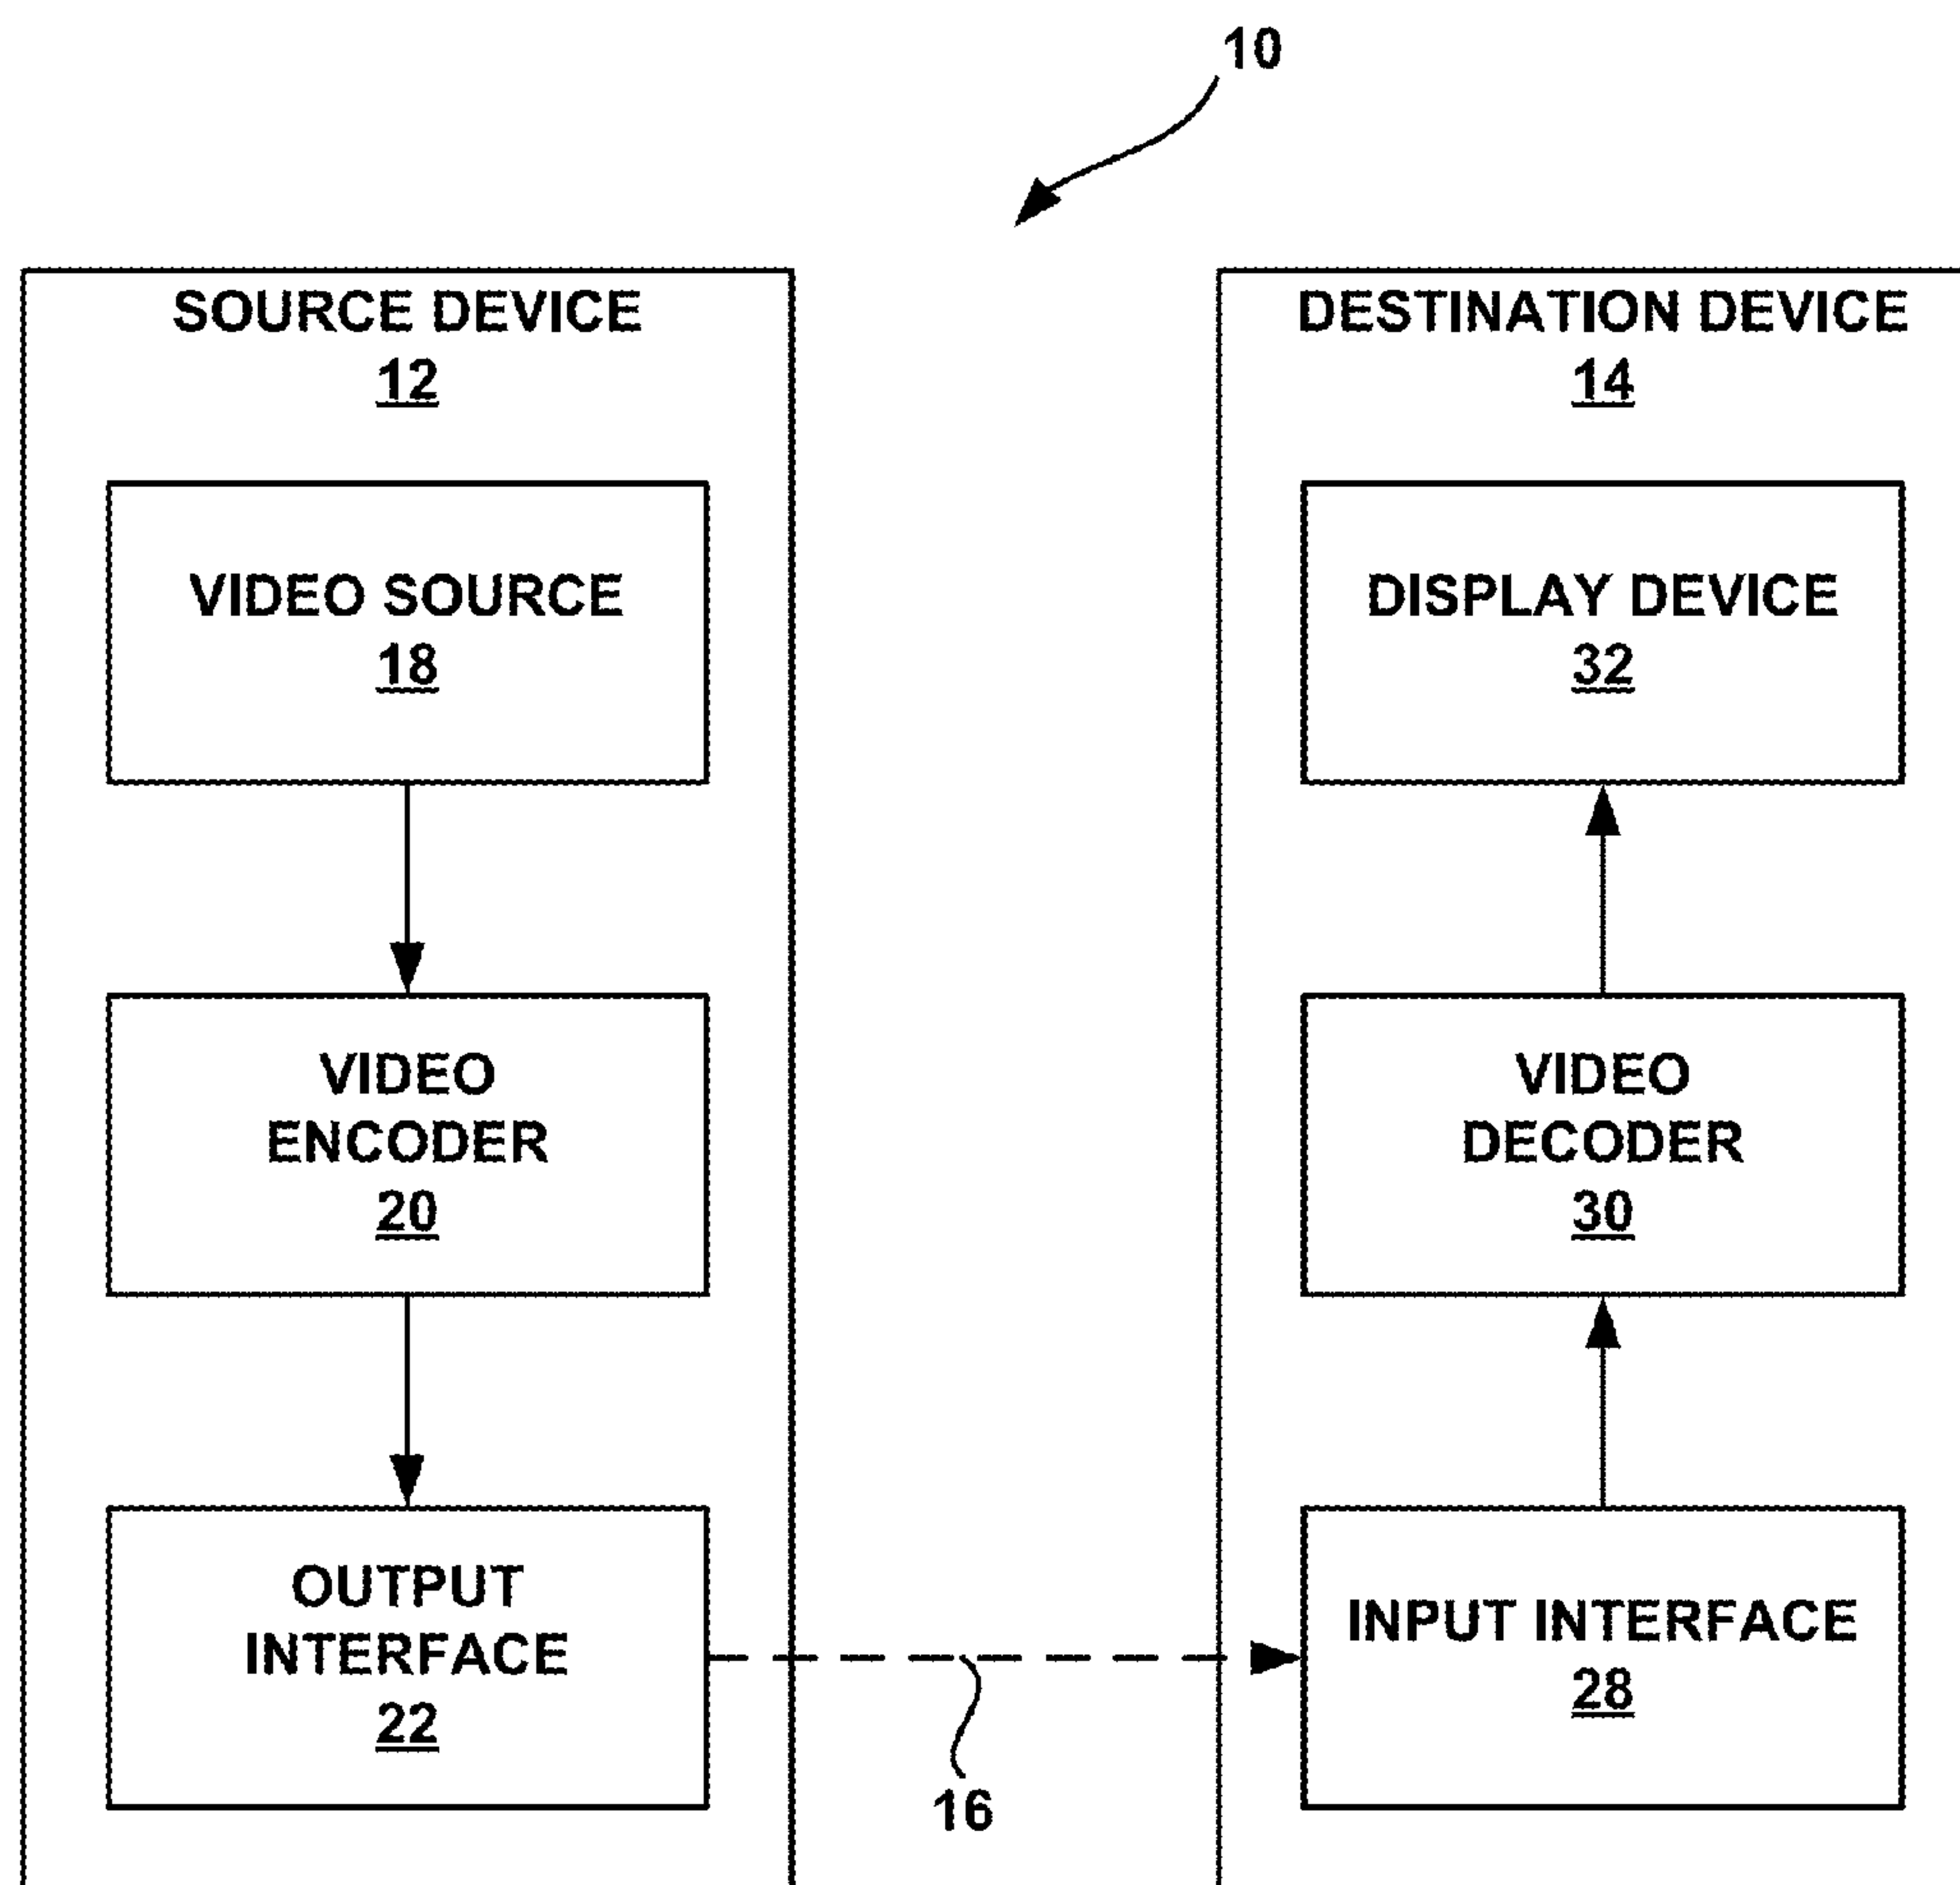 10
SOURCE DEVICE
12
VIDEO SOURCE
18
VIDEO
ENCODER
20
OUTPUT
INTERFACE
22
16
DESTINATION DEVICE
14
DISPLAY DEVICE
32
VIDEO
DECODER
30
INPUT INTERFACE
28